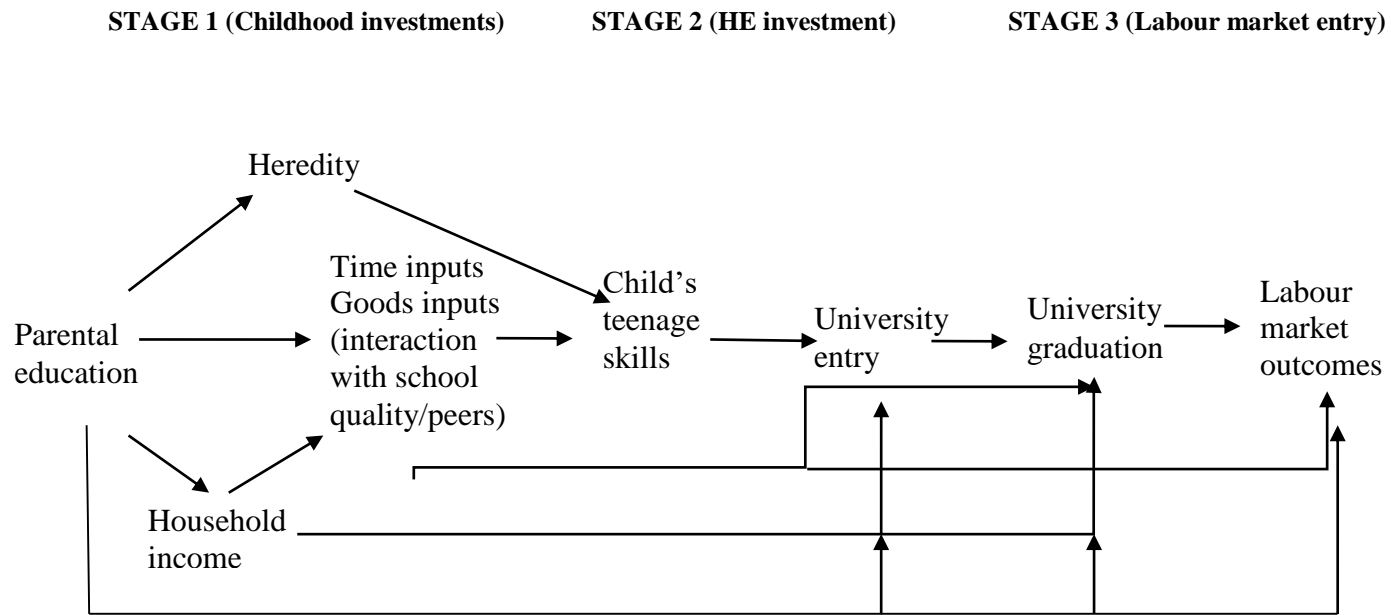 STAGE 1 (Childhood investments)
STAGE 2 (HE investment)
STAGE 3 (Labour market entry)
Heredity
Time inputs
Goods inputs
(interaction
with school
quality/peers)
Child’s
teenage
skills
University
entry
University
graduation
Labour
market
outcomes
Parental
education
Household
income